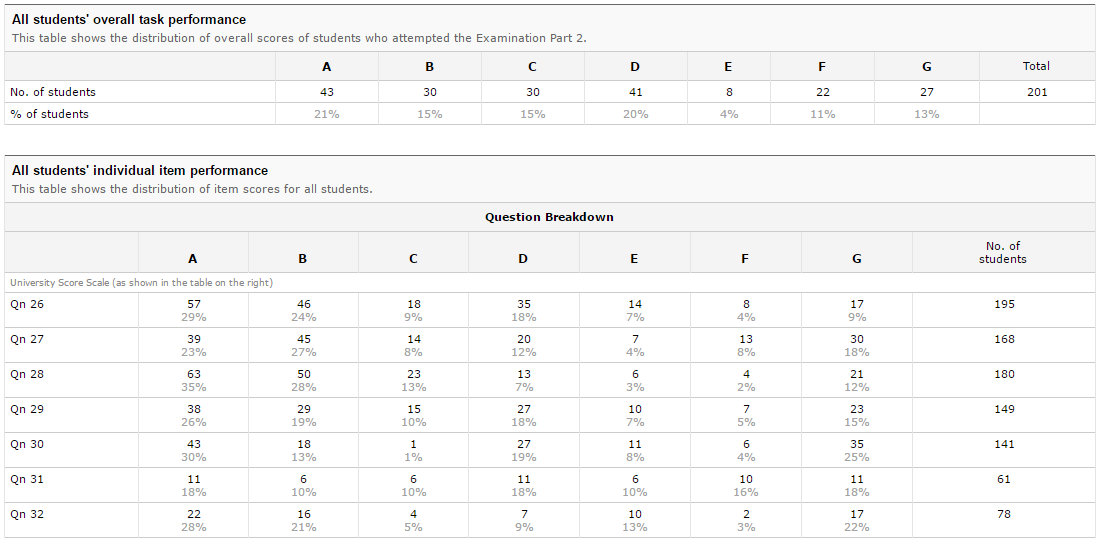 All students' overall task performance
This table shows the distribution of overall scores of students who attempted the Examination Part 2.
A B C D E F G Total
No. of students 43 30 30 41 8 22 27 201
% of students 21% 15% 15% 20% 4% 11% 13%
All students' individual item performance
This table shows the distribution of item scores for all students.
Question Breakdown
A B C D E F G No. of students
University Score Scale (as shown in the table on the right)
Qn 26 57 46 18 35 14 8 17 195
29% 24% 9% 18% 7% 4% 9%
Qn 27 39 45 14 20 7 13 30 168
23% 27% 8% 12% 4% 8% 18%
Qn 28 63 50 23 13 6 4 21 180
35% 28% 13% 7% 3% 2% 12%
Qn 29 38 29 15 27 10 7 23 149
26% 19% 10% 18% 7% 5% 15%
Qn 30 43 18 1 27 11 6 35 141
30% 13% 1% 19% 8% 4% 25%
Qn 31 11 6 6 11 6 10 11 61
18% 10% 10% 18% 10% 16% 18%
Qn 32 22 16 4 7 10 2 17 78
28% 21% 5% 9% 13% 3% 22%